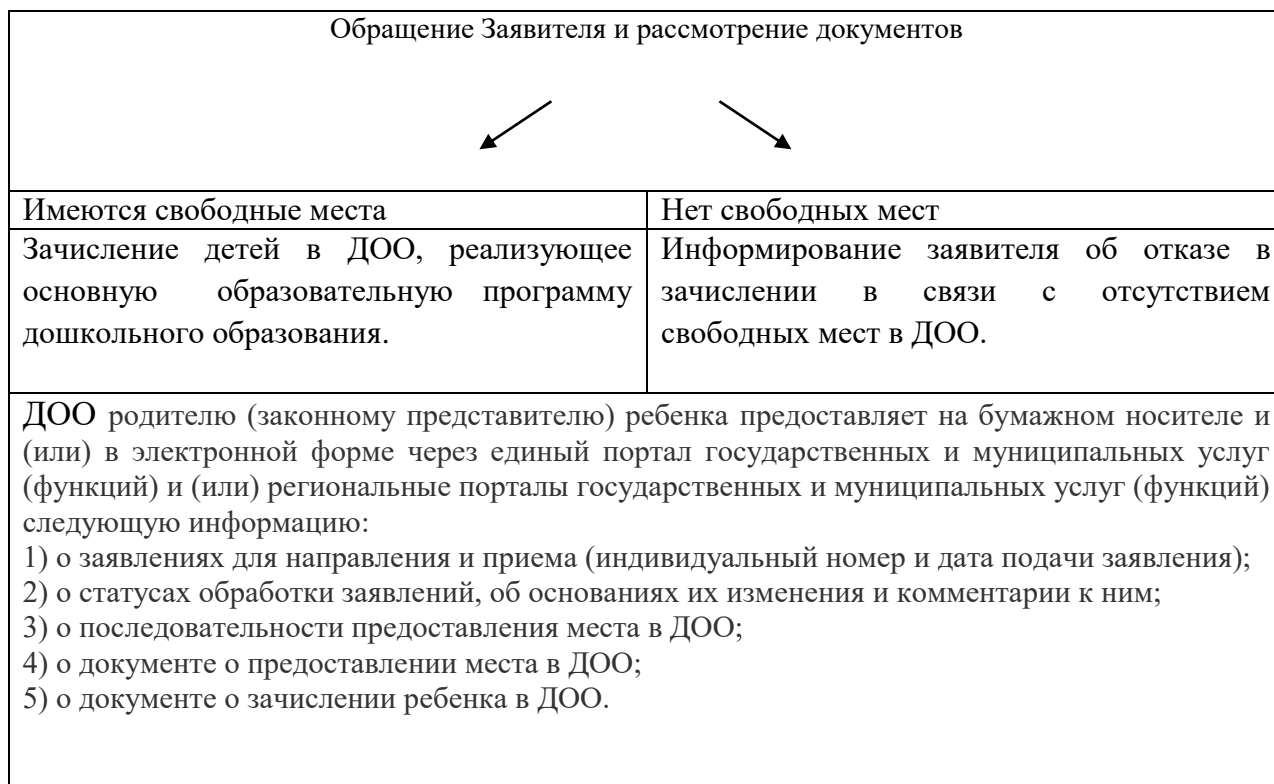 Обращение Заявителя и рассмотрение документов
Имеются свободные места
Нет свободных мест
Зачисление детей в ДОО, реализующее
основную образовательную программу
дошкольного образования.
Информирование заявителя об отказе в
зачислении в связи с отсутствием
свободных мест в ДОО.
ДОО родителю (законному представителю) ребенка предоставляет на бумажном носителе и
(или) в электронной форме через единый портал государственных и муниципальных услуг
(функций) и (или) региональные порталы государственных и муниципальных услуг (функций)
следующую информацию:
1) о заявлениях для направления и приема (индивидуальный номер и дата подачи заявления);
2) о статусах обработки заявлений, об основаниях их изменения и комментарии к ним;
3) о последовательности предоставления места в ДОО;
4) о документе о предоставлении места в ДОО;
5) о документе о зачислении ребенка в ДОО.